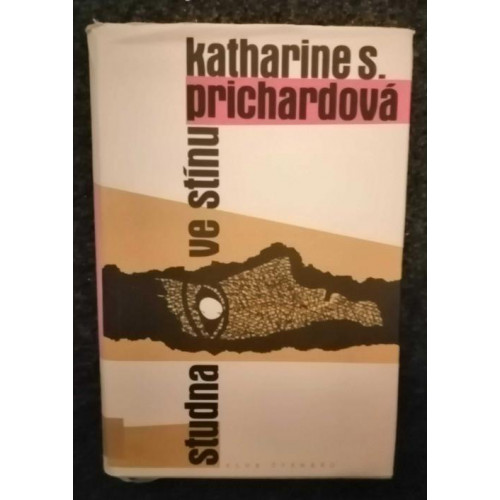 katharine s.
prichardová
studna ve stínu